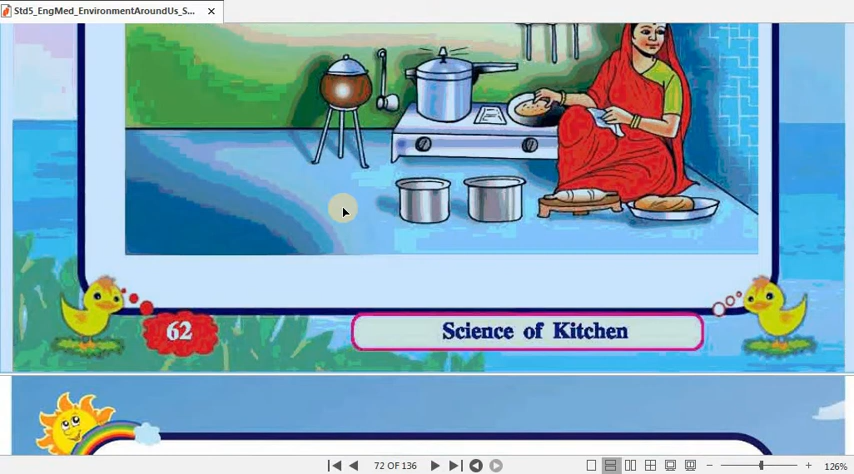 Std5_EngMed_EnvironmentAroundUs_S...
62
Science of Kitchen
72 OF 136
126%